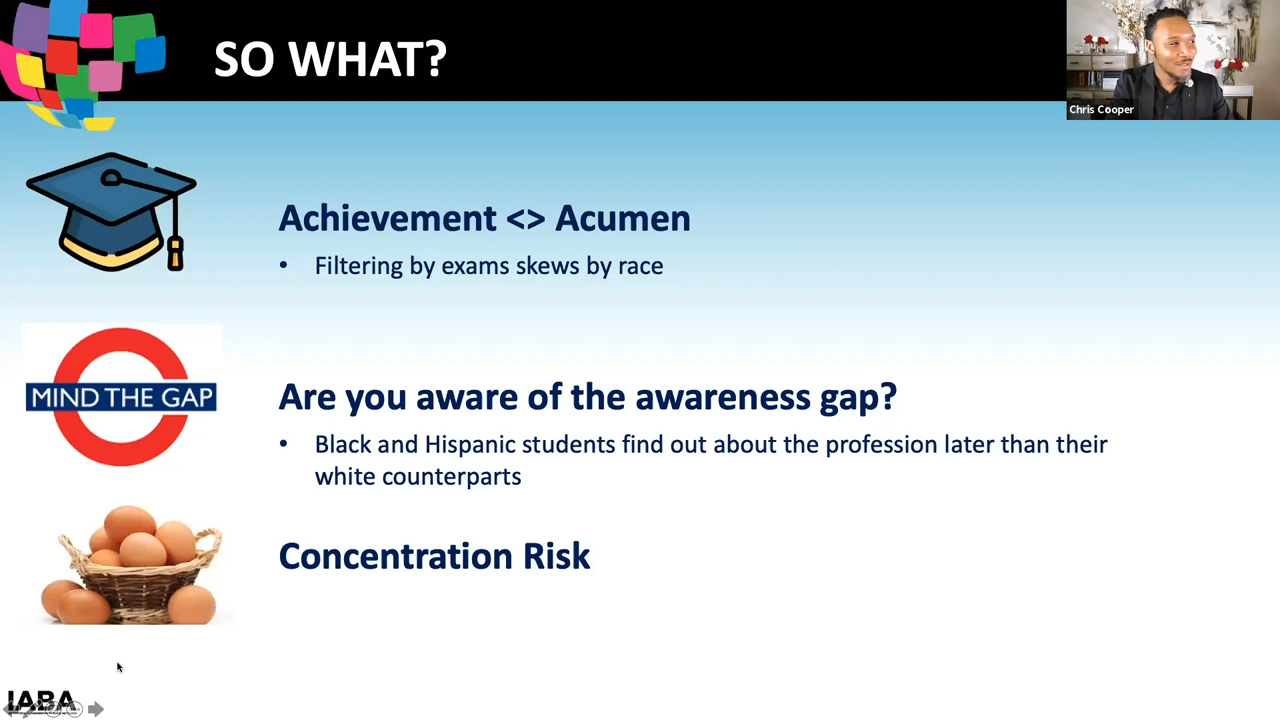 SO WHAT?
Chris Cooper
Achievement <> Acumen
• Filtering by exams skews by race
MIND THE GAP
Are you aware of the awareness gap?
• Black and Hispanic students find out about the profession later than their
white counterparts
Concentration Risk
IABA